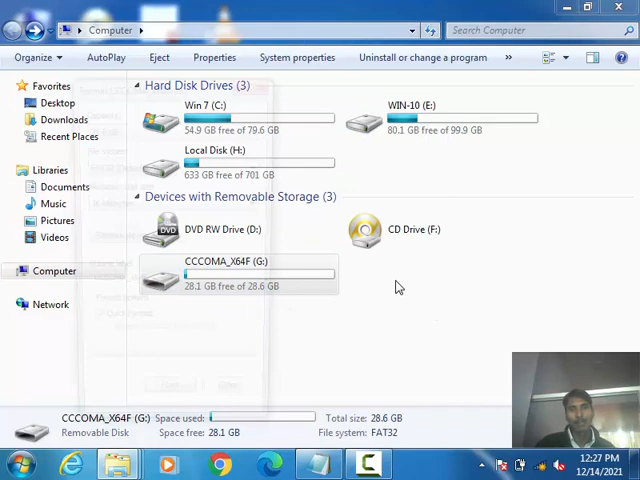 Computer
Search Computer
Organize AutoPlay Eject Properties System properties Uninstall or change a program »
Favorites
Desktop
Downloads
Recent Places
Libraries
Documents
Music
Pictures
Videos
Computer
Network
Hard Disk Drives (3)
Win 7 (C:)
54.9 GB free of 79.6 GB
WIN-10 (E:)
80.1 GB free of 99.9 GB
Local Disk (H:)
633 GB free of 701 GB
Devices with Removable Storage (3)
DVD
DVD RW Drive (D:)
CD Drive (F:)
CCCOMA_X64F (G:)
28.1 GB free of 28.6 GB
CCCOMA_X64F (G:) Space used: Total size: 28.6 GB
Removable Disk Space free: 28.1 GB File system: FAT32
12:27 PM
12/14/2021